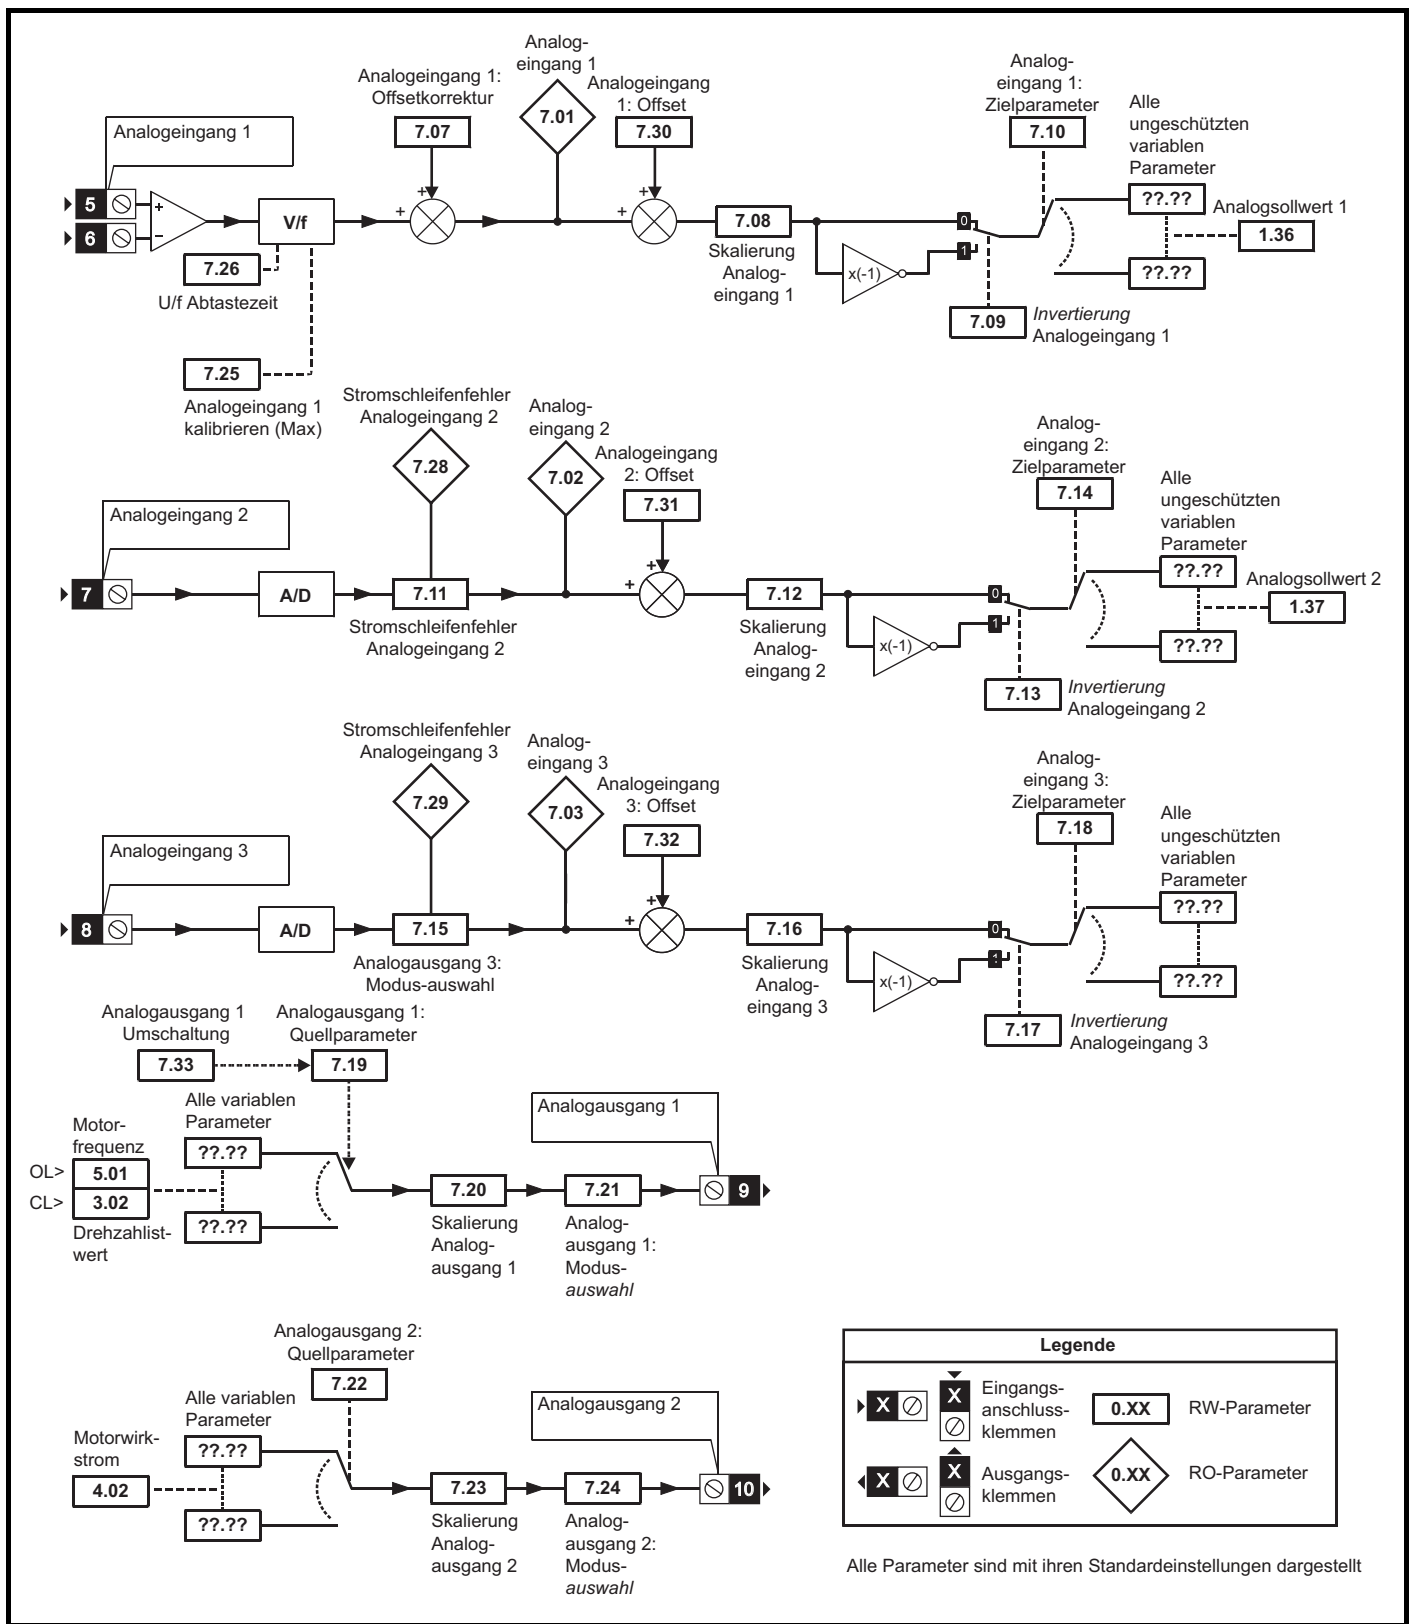 Analog-
eingang 1
Analogeingang 1:
Offsetkorrektur
7.07
7.01
Analogeingang
1: Offset
7.30
Analog-
eingang 1:
Zielparameter
7.10
Alle
ungeschützten
variablen
Parameter
??.??
??.??
Analogsollwert 1
1.36
Analogeingang 1
5
6
+
−
V/f
+
+
+
+
7.08
Skalierung
Analog-
eingang 1
x(-1)
0
1
7.09
Invertierung
Analogeingang 1
7.26
U/f Abtastezeit
7.25
Analogeingang 1
kalibrieren (Max)
Stromschleifenfehler
Analogeingang 2
7.28
Analog-
eingang 2
7.02
Analogeingang
2: Offset
7.31
Analog-
eingang 2:
Zielparameter
7.14
Alle
ungeschützten
variablen
Parameter
??.??
??.??
Analogsollwert 2
1.37
Analogeingang 2
7
A/D
7.11
Stromschleifenfehler
Analogeingang 2
+
+
7.12
Skalierung
Analog-
eingang 2
x(-1)
0
1
7.13
Invertierung
Analogeingang 2
Stromschleifenfehler
Analogeingang 3
7.29
Analog-
eingang 3
7.03
Analogeingang
3: Offset
7.32
Analog-
eingang 3:
Zielparameter
7.18
Alle
ungeschützten
variablen
Parameter
??.??
??.??
Analogeingang 3
8
A/D
7.15
Analogausgang 3:
Modus-auswahl
+
+
7.16
Skalierung
Analog-
eingang 3
x(-1)
0
1
7.17
Invertierung
Analogeingang 3
Analogausgang 1
Umschaltung
7.33
Analogausgang 1:
Quellparameter
7.19
Alle variablen
Parameter
??.??
??.??
Motor-
frequenz
OL>
5.01
CL>
3.02
Drehzahlist-
wert
7.20
Skalierung
Analog-
ausgang 1
7.21
Analog-
ausgang 1:
Modus-
auswahl
Analogausgang 1
9
Analogausgang 2:
Quellparameter
7.22
Alle variablen
Parameter
??.??
??.??
Motorwirk-
strom
4.02
7.23
Skalierung
Analog-
ausgang 2
7.24
Analog-
ausgang 2:
Modus-
auswahl
Analogausgang 2
10
Legende
X
X
Eingangs-
anschluss-
klemmen
0.XX
RW-Parameter
X
X
Ausgangs-
klemmen
0.XX
RO-Parameter
Alle Parameter sind mit ihren Standardeinstellungen dargestellt